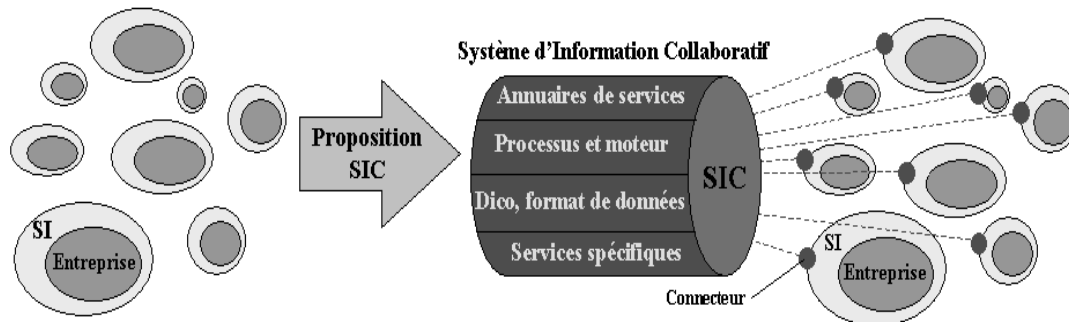 SI
Entreprise
Proposition
SIC
Système d'Information Collaboratif
Annuaires de services
Processus et moteur
Dico, format de données
Services spécifiques
SIC
Connecteur
SI
Entreprise